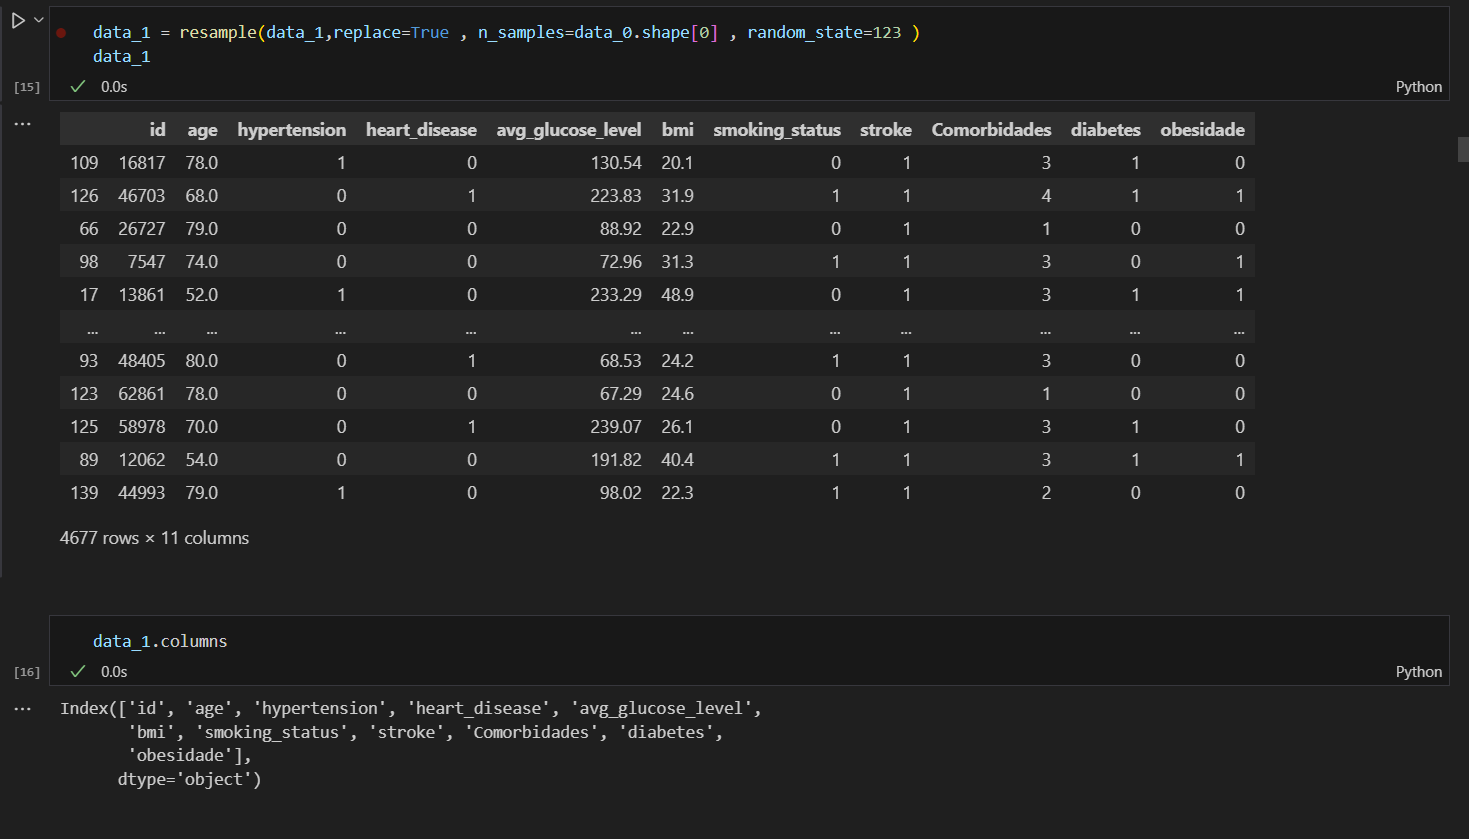 data_1 = resample(data_1,replace=True , n_samples=data_0.shape[0] , random_state=123 )
data_1
[15] 0.0s Python
... id age hypertension heart_disease avg_glucose_level bmi smoking_status stroke Comorbidades diabetes obesidade
109 16817 78.0 1 0 130.54 20.1 0 1 3 1 0
126 46703 68.0 0 1 223.83 31.9 1 1 4 1 1
66 26727 79.0 0 0 88.92 22.9 0 1 1 0 0
98 7547 74.0 0 0 72.96 31.3 1 1 3 0 1
17 13861 52.0 1 0 233.29 48.9 0 1 3 1 1
... ... ... ... ... ... ... ... ... ... ... ...
93 48405 80.0 0 1 68.53 24.2 1 1 3 0 0
123 62861 78.0 0 0 67.29 24.6 0 1 1 0 0
125 58978 70.0 0 1 239.07 26.1 0 1 3 1 0
89 12062 54.0 0 0 191.82 40.4 1 1 3 1 1
139 44993 79.0 1 0 98.02 22.3 1 1 2 0 0
4677 rows × 11 columns
data_1.columns
[16] 0.0s Python
... Index(['id', 'age', 'hypertension', 'heart_disease', 'avg_glucose_level',
'bmi', 'smoking_status', 'stroke', 'Comorbidades', 'diabetes',
'obesidade'],
dtype='object')